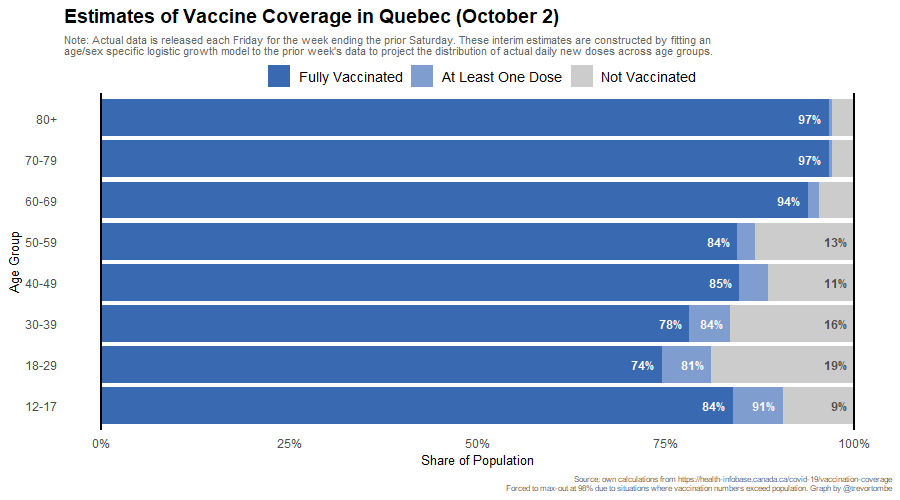 Estimates of Vaccine Coverage in Quebec (October 2)
Note: Actual data is released each Friday for the week ending the prior Saturday. These interim estimates are constructed by fitting an
age/sex specific logistic growth model to the prior week's data to project the distribution of actual daily new doses across age groups.
Fully Vaccinated At Least One Dose Not Vaccinated
80+ 97%
70-79 97%
60-69 94%
50-59 84% 13%
40-49 85% 11%
30-39 78% 84% 16%
18-29 74% 81% 19%
12-17 84% 91% 9%
Age Group
0% 25% 50% 75% 100%
Share of Population
Source: own calculations from https://health-infobase.canada.ca/covid-19/vaccination-coverage
Forced to max-out at 98% due to situations where vaccination numbers exceed population. Graph by @trevortombe